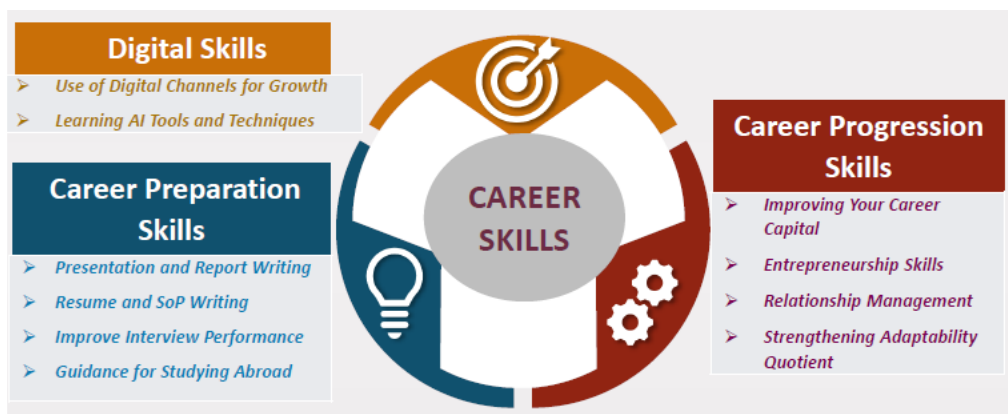 Digital Skills
➢ Use of Digital Channels for Growth
➢ Learning AI Tools and Techniques
Career Preparation
Skills
➢ Presentation and Report Writing
➢ Resume and SoP Writing
➢ Improve Interview Performance
➢ Guidance for Studying Abroad
CAREER
SKILLS
Career Progression
Skills
➢ Improving Your Career
Capital
➢ Entrepreneurship Skills
➢ Relationship Management
➢ Strengthening Adaptability
Quotient